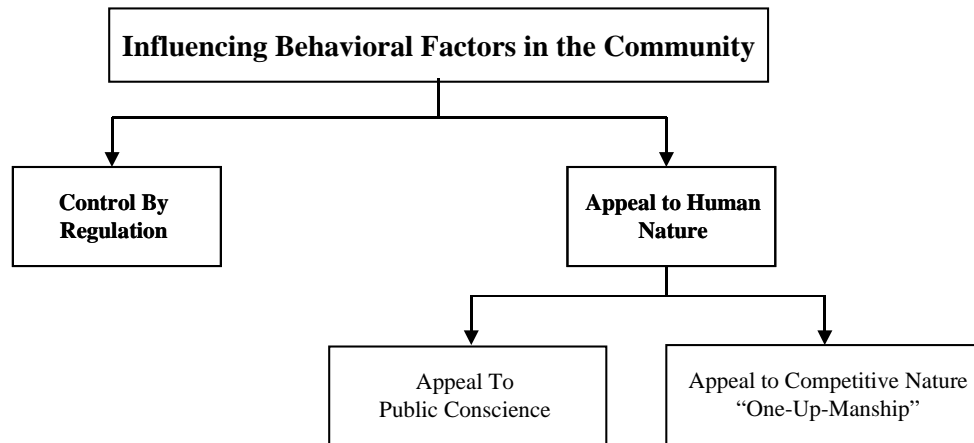 Influencing Behavioral Factors in the Community
Control By
Regulation
Appeal to Human
Nature
Appeal To
Public Conscience
Appeal to Competitive Nature
“One-Up-Manship”